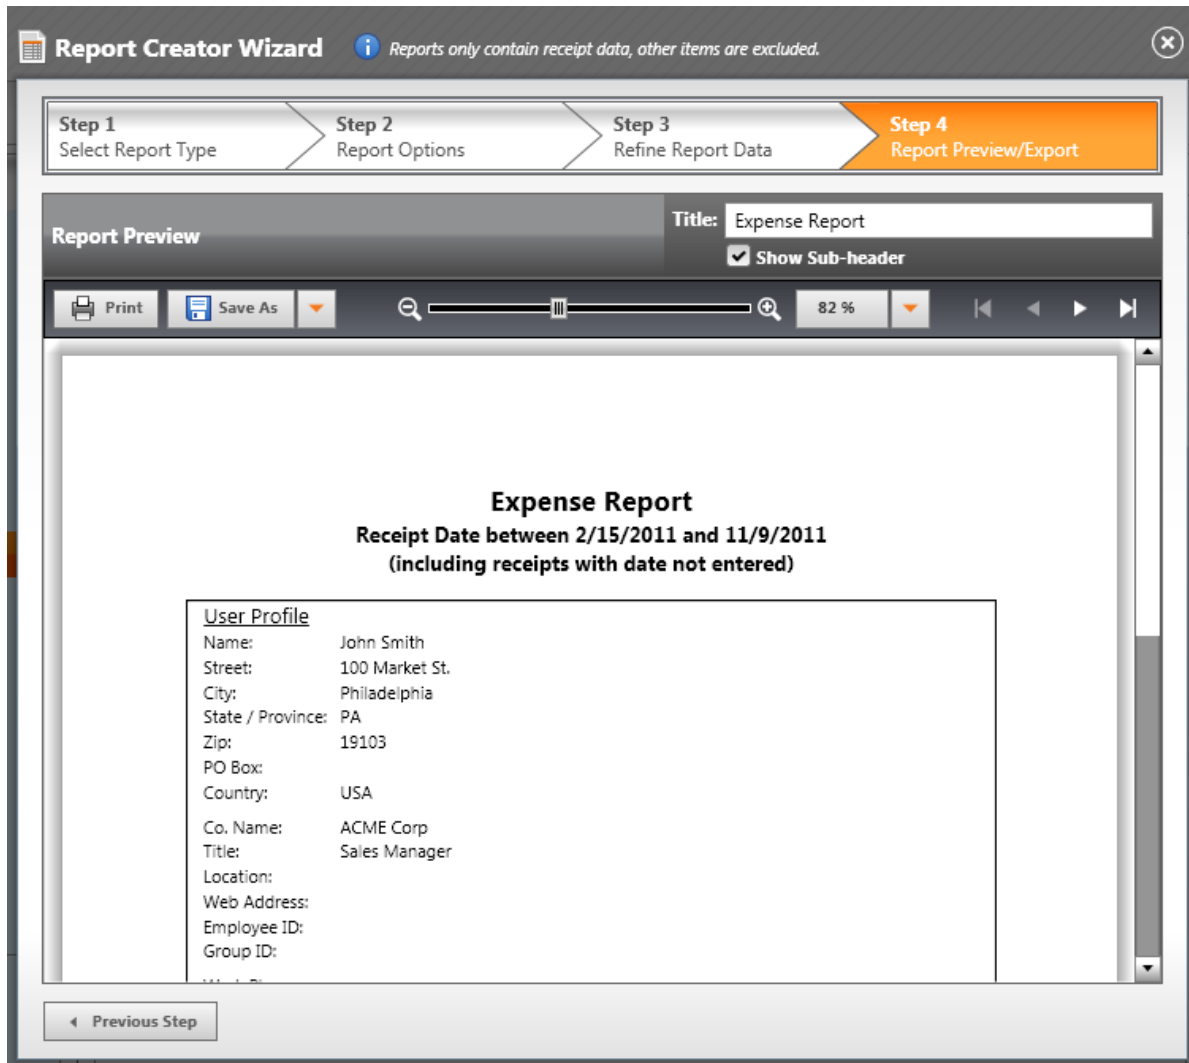 Report Creator Wizard
Reports only contain receipt data, other items are excluded.
Step 1
Select Report Type
Step 2
Report Options
Step 3
Refine Report Data
Step 4
Report Preview/Export
Report Preview
Title: Expense Report
Show Sub-header
Print
Save As
82 %
Expense Report
Receipt Date between 2/15/2011 and 11/9/2011
(including receipts with date not entered)
User Profile
Name: John Smith
Street: 100 Market St.
City: Philadelphia
State / Province: PA
Zip: 19103
PO Box:
Country: USA
Co. Name: ACME Corp
Title: Sales Manager
Location:
Web Address:
Employee ID:
Group ID:
Previous Step